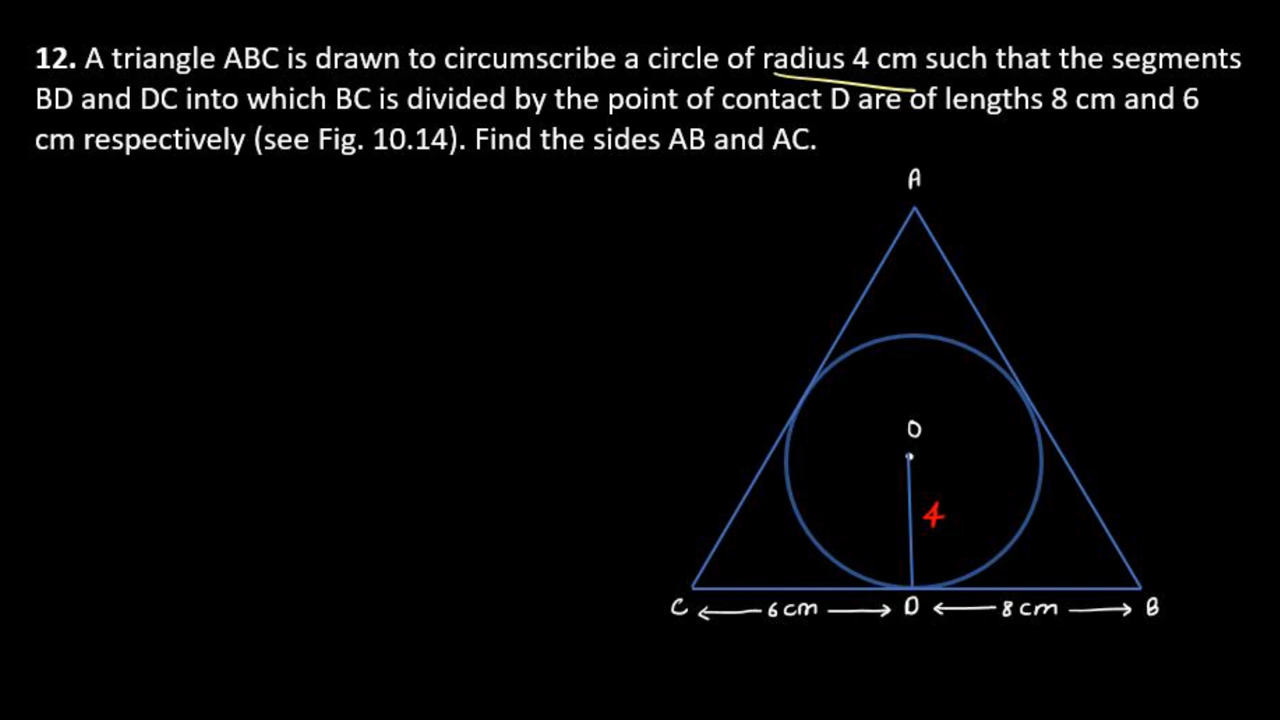 12. A triangle ABC is drawn to circumscribe a circle of radius 4 cm such that the segments
BD and DC into which BC is divided by the point of contact D are of lengths 8 cm and 6
cm respectively (see Fig. 10.14). Find the sides AB and AC.
A
O
4
C 6 cm D 8 cm B